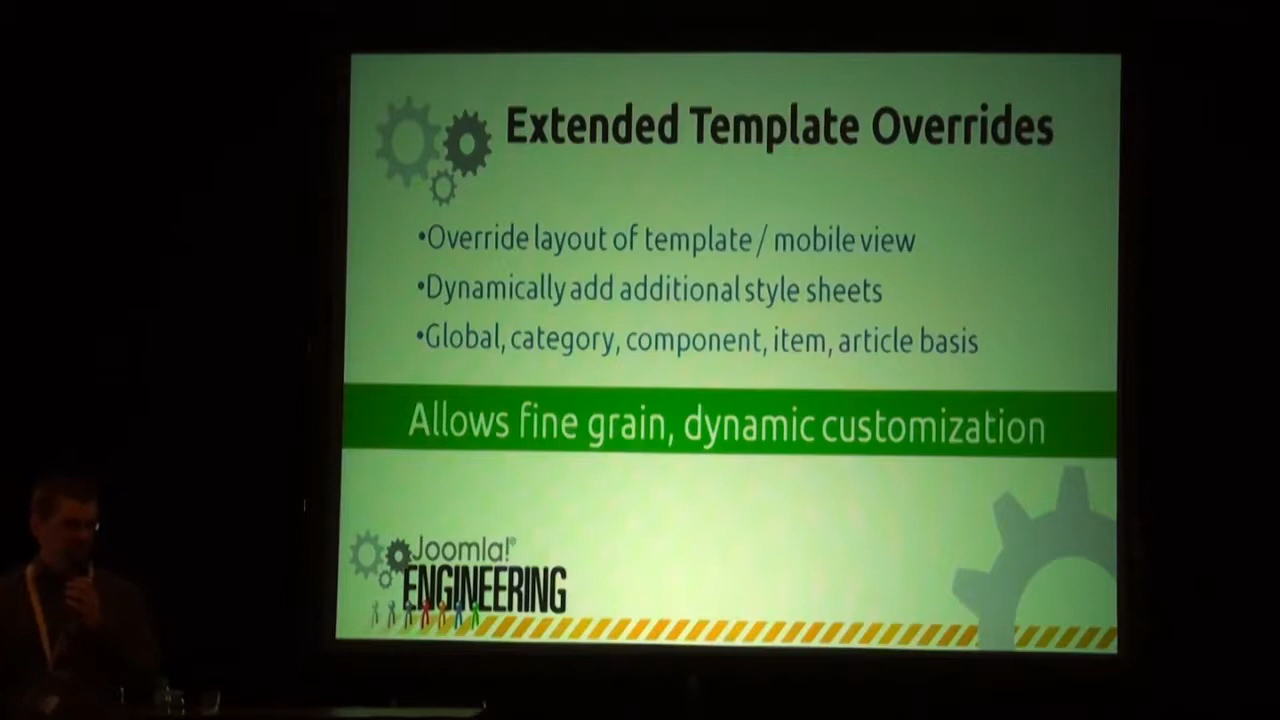 Extended Template Overrides
•Override layout of template / mobile view
•Dynamically add additional style sheets
•Global, category, component, item, article basis
Allows fine grain, dynamic customization
Joomla!®
ENGINEERING